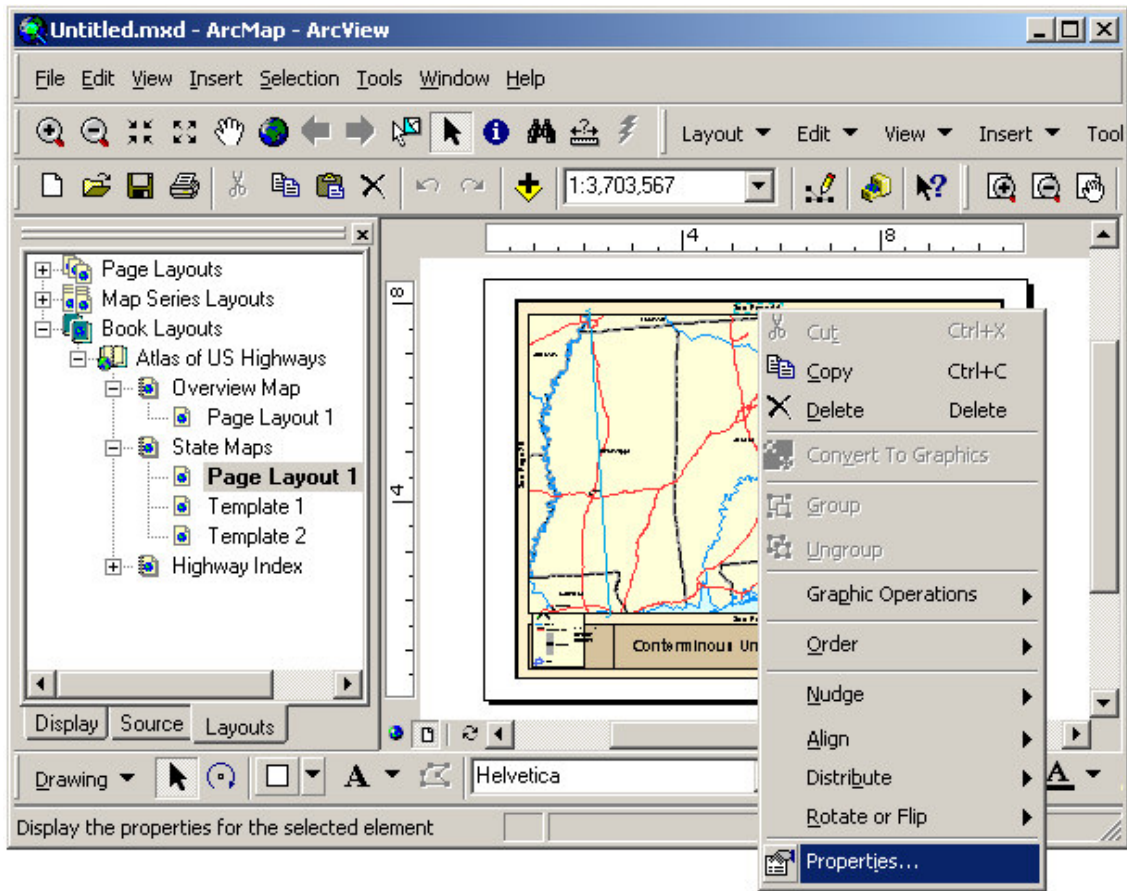 Untitled.mxd - ArcMap - ArcView
File Edit View Insert Selection Tools Window Help
Layout Edit View Insert Tool
1:3,703,567
Page Layouts
Map Series Layouts
Book Layouts
Atlas of US Highways
Overview Map
Page Layout 1
State Maps
Page Layout 1
Template 1
Template 2
Highway Index
Display Source Layouts
4 8
8
4
Conterminous Un
Cut Ctrl+X
Copy Ctrl+C
Delete Delete
Convert To Graphics
Group
Ungroup
Graphic Operations
Order
Nudge
Align
Distribute
Rotate or Flip
Properties...
Drawing A Helvetica A
Display the properties for the selected element